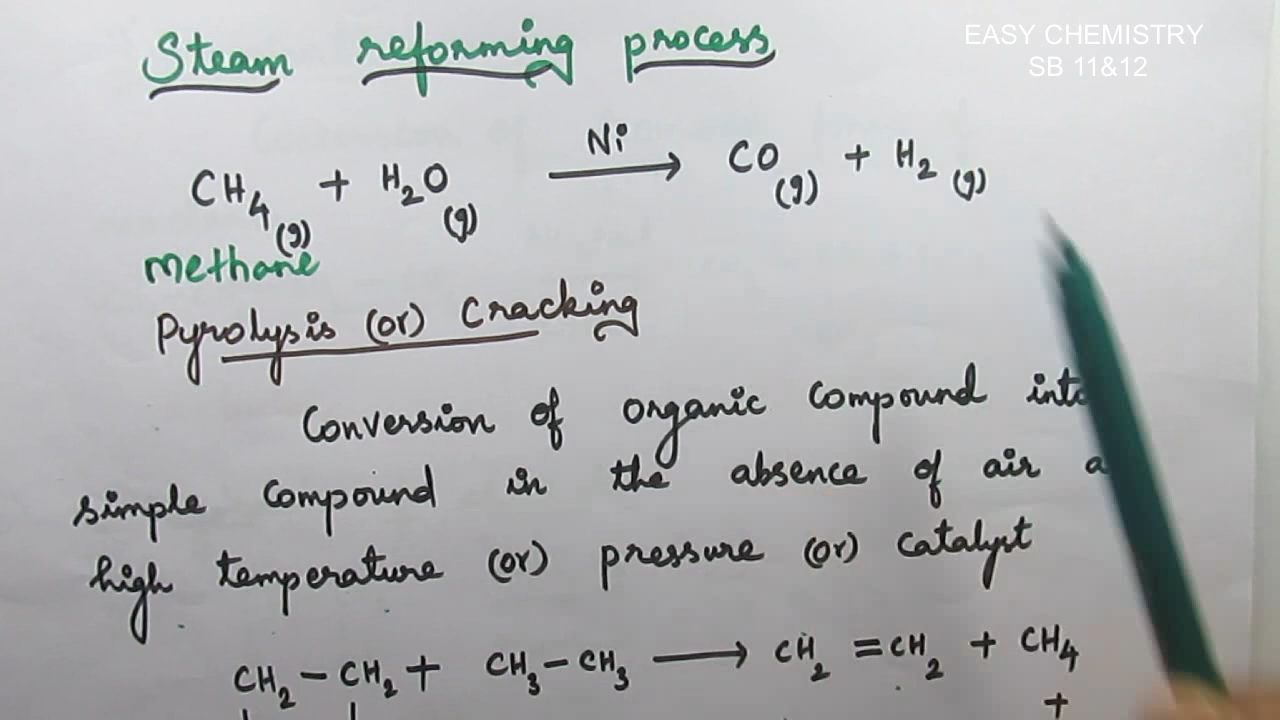 EASY CHEMISTRY
SB 11&12
Steam reforming process
CH₄(g) + H₂O(g) —Ni→ CO(g) + H₂(g)
methane
Pyrolysis (or) Cracking
Conversion of organic compound into
simple compound in the absence of air a
high temperature (or) pressure (or) catalyst
CH₂ – CH₂ + CH₃ – CH₃ ⟶ CH₂ = CH₂ + CH₄
+